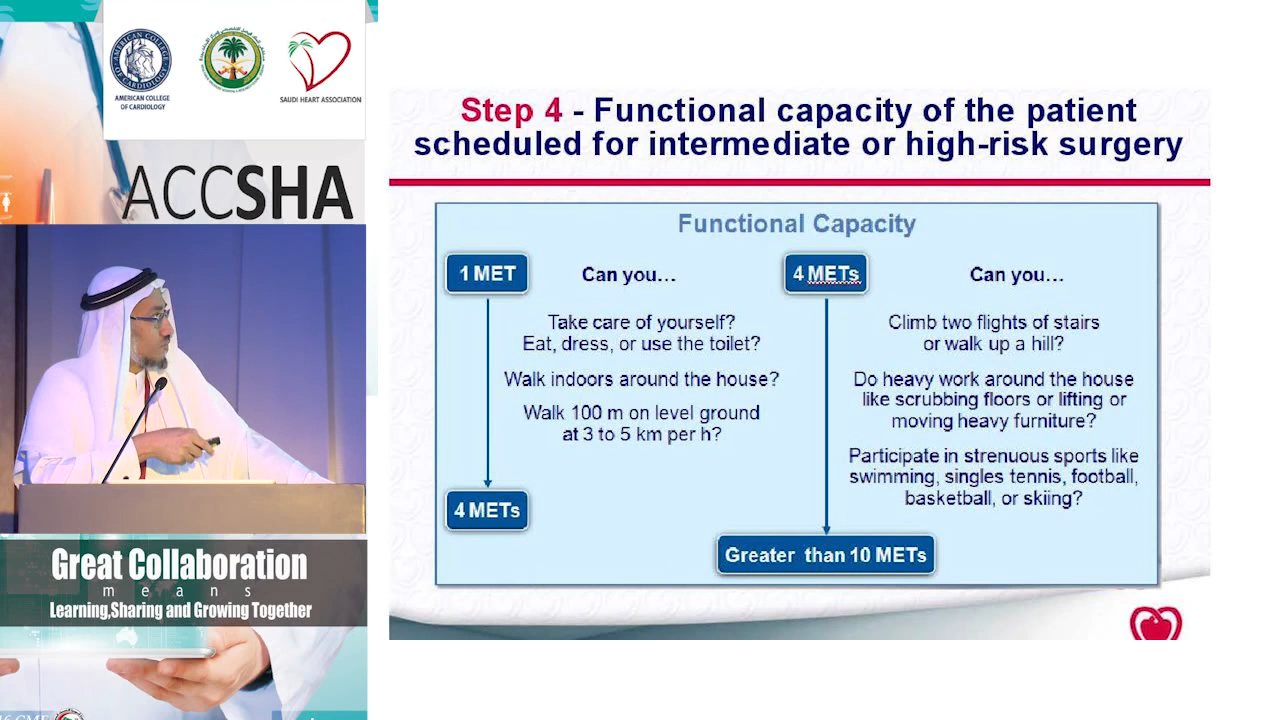 AMERICAN COLLEGE
OF CARDIOLOGY
SAUDI HEART ASSOCIATION
ACCSHA
Great Collaboration
means
Learning,Sharing and Growing Together
Step 4 - Functional capacity of the patient
scheduled for intermediate or high-risk surgery
Functional Capacity
1 MET
Can you...
Take care of yourself?
Eat, dress, or use the toilet?
Walk indoors around the house?
Walk 100 m on level ground
at 3 to 5 km per h?
4 METs
4 METs
Can you...
Climb two flights of stairs
or walk up a hill?
Do heavy work around the house
like scrubbing floors or lifting or
moving heavy furniture?
Participate in strenuous sports like
swimming, singles tennis, football,
basketball, or skiing?
Greater than 10 METs